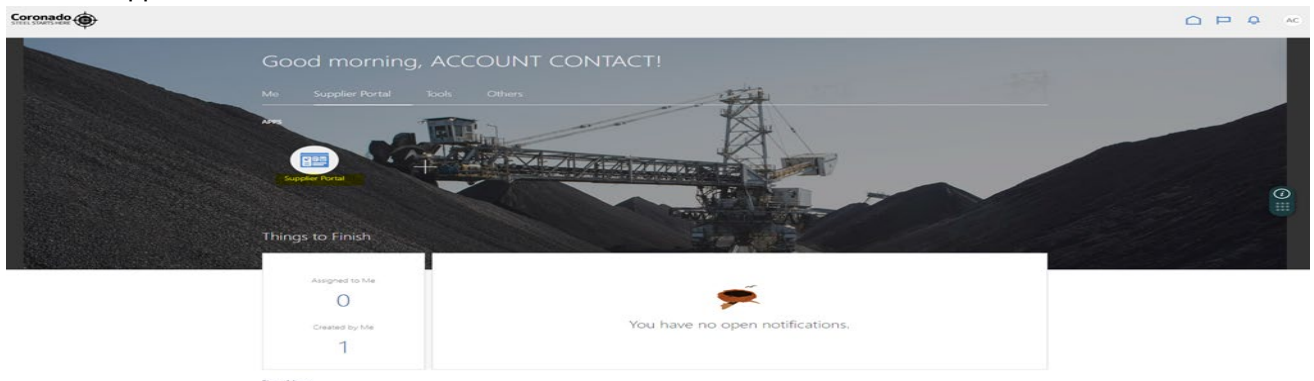 Coronado
STEEL STARTS HERE
AC
Good morning, ACCOUNT CONTACT!
Me Supplier Portal Tools Others
APPS
Supplier Portal
Things to Finish
Assigned to Me
0
Created by Me
1
You have no open notifications.